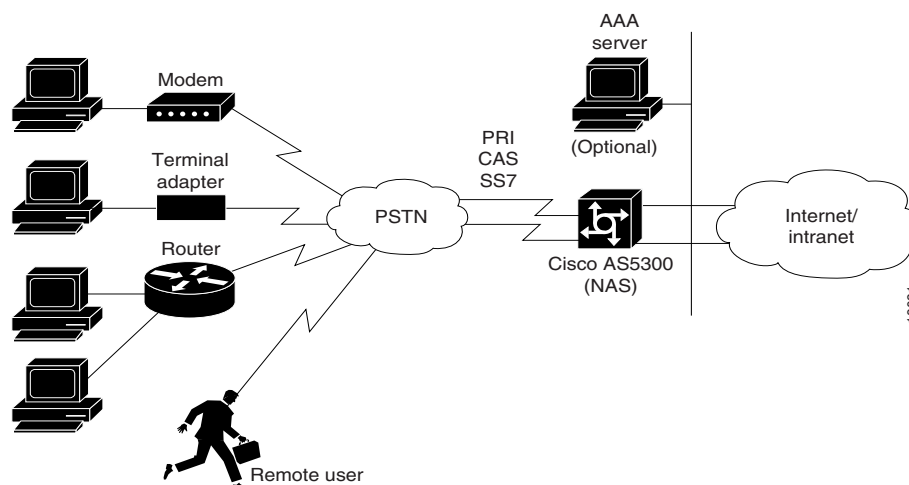 AAA
server
Modem
(Optional)
PRI
CAS
SS7
Terminal
adapter
PSTN
Internet/
intranet
Router
Cisco AS5300
(NAS)
Remote user